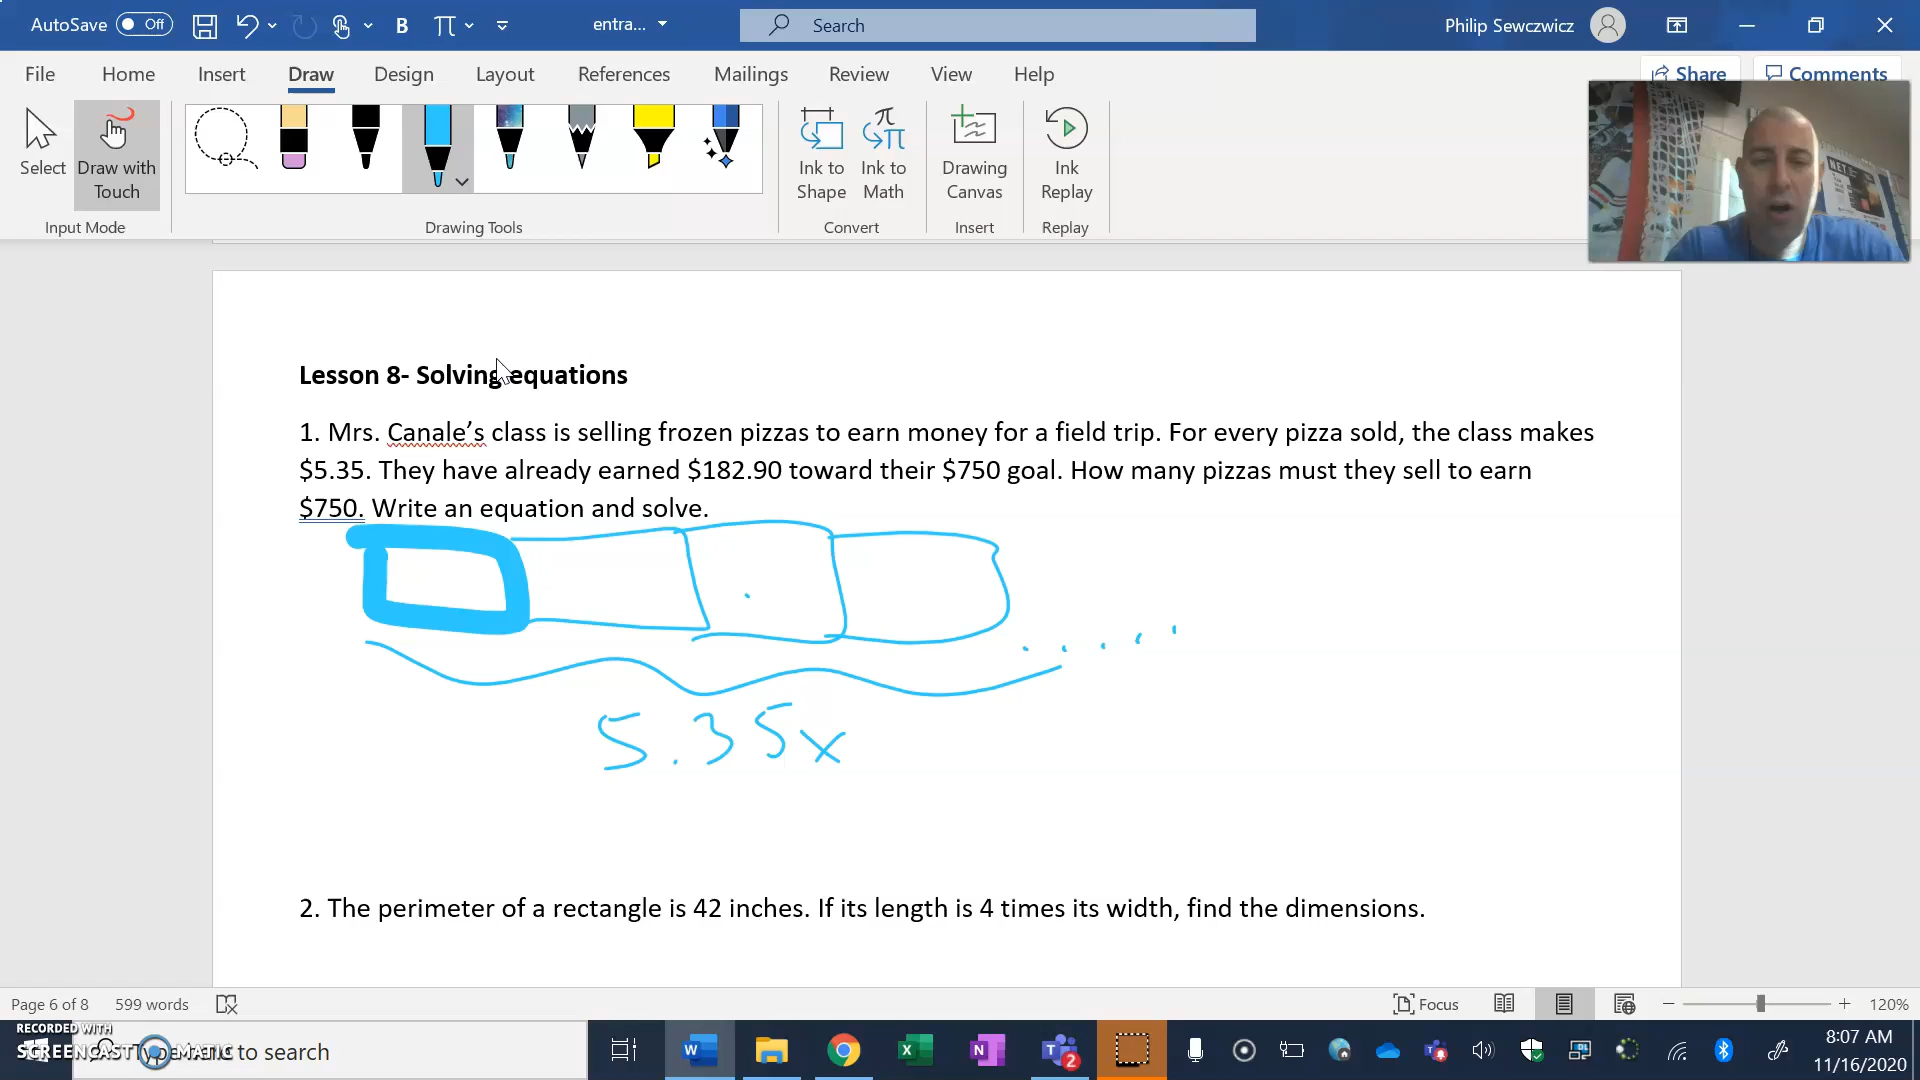 AutoSave Off B π entra... Search Philip Sewczwicz
File Home Insert Draw Design Layout References Mailings Review View Help Share Comments
Select Draw with Touch
Ink to Shape Ink to Math Drawing Canvas Ink Replay
Input Mode Drawing Tools Convert Insert Replay
Lesson 8- Solving equations
1. Mrs. Canale’s class is selling frozen pizzas to earn money for a field trip. For every pizza sold, the class makes
$5.35. They have already earned $182.90 toward their $750 goal. How many pizzas must they sell to earn
$750. Write an equation and solve.
5.35x
2. The perimeter of a rectangle is 42 inches. If its length is 4 times its width, find the dimensions.
Page 6 of 8 599 words Focus 120%
RECORDED WITH
SCREENCAST MATIC
to search
8:07 AM
11/16/2020